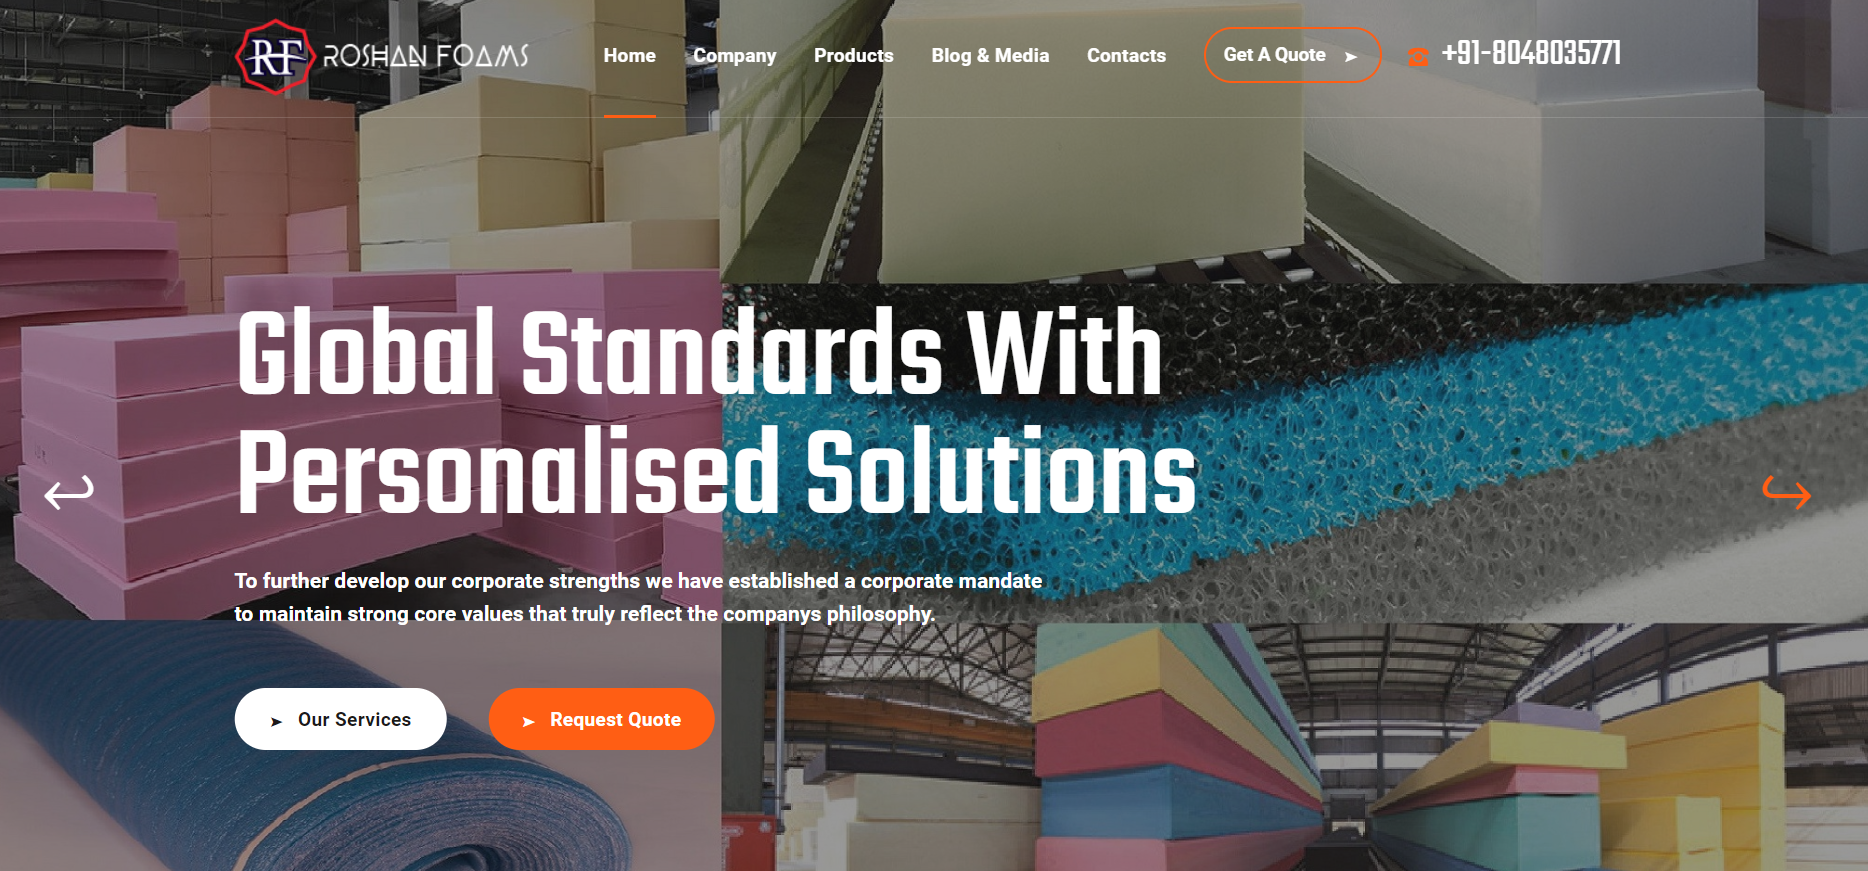 RF ROSHAN FOAMS
Home Company Products Blog & Media Contacts Get A Quote +91-8048035771
Global Standards With
Personalised Solutions
To further develop our corporate strengths we have established a corporate mandate
to maintain strong core values that truly reflect the companys philosophy.
Our Services Request Quote